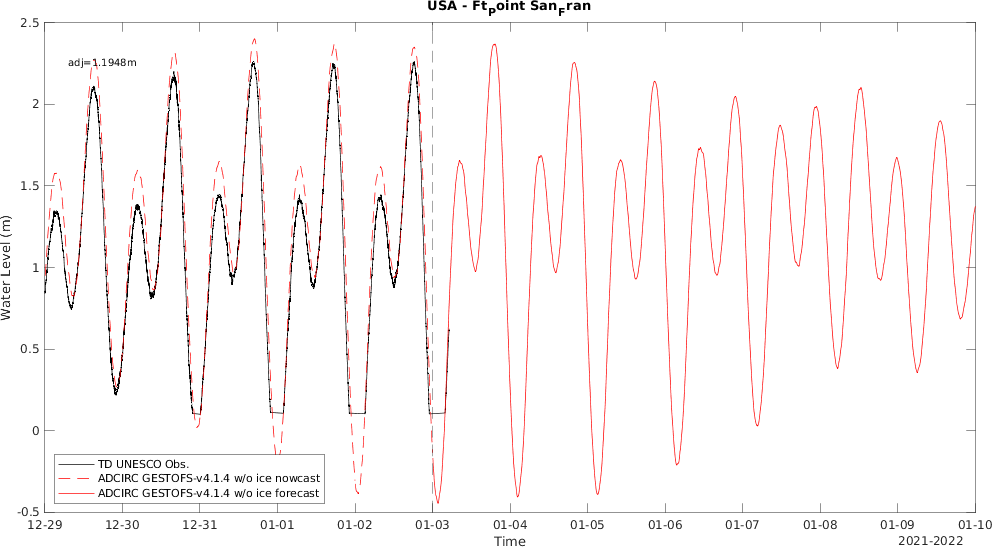 USA - Ft_Point San_Fran
adj=1.1948m
Water Level (m)
2.5
2
1.5
1
0.5
0
-0.5
TD UNESCO Obs.
ADCIRC GESTOFS-v4.1.4 w/o ice nowcast
ADCIRC GESTOFS-v4.1.4 w/o ice forecast
12-29 12-30 12-31 01-01 01-02 01-03 01-04 01-05 01-06 01-07 01-08 01-09 01-10
Time
2021-2022